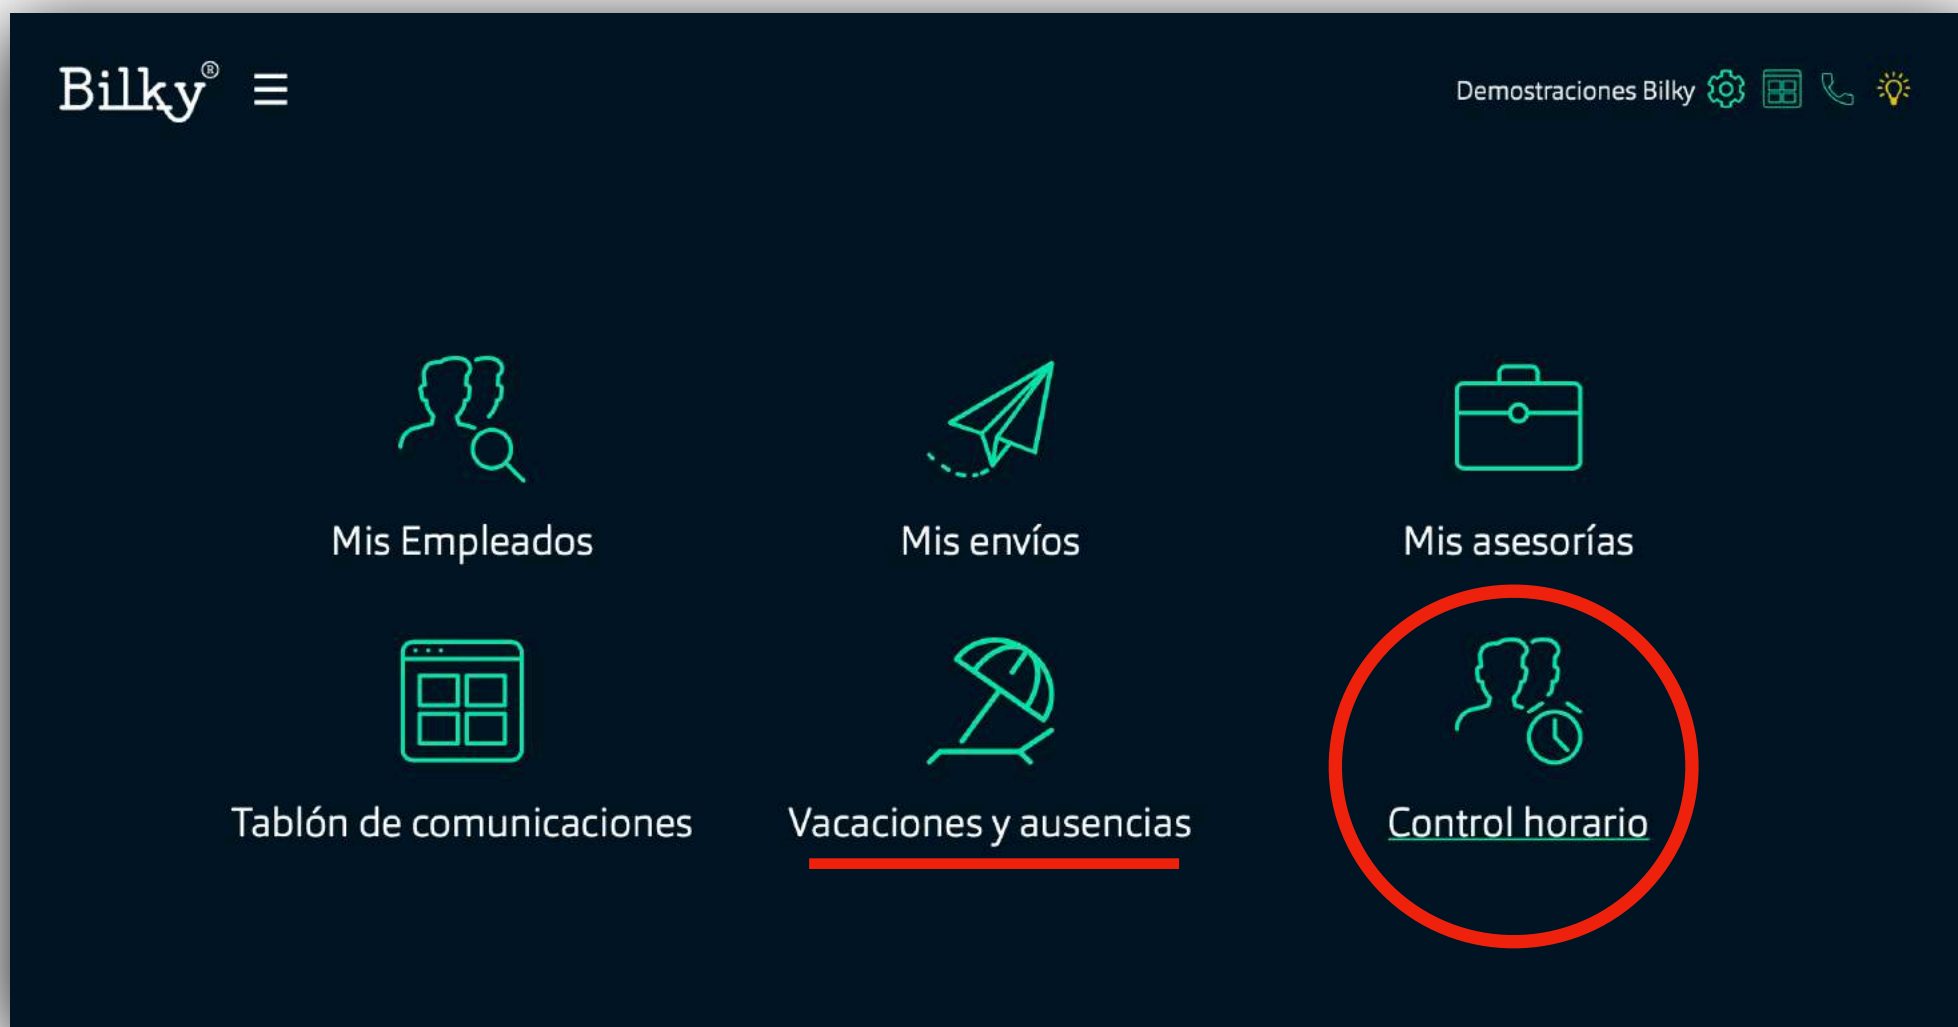 Bilky®
Demostraciones Bilky
Mis Empleados
Mis envíos
Mis asesorías
Tablón de comunicaciones
Vacaciones y ausencias
Control horario